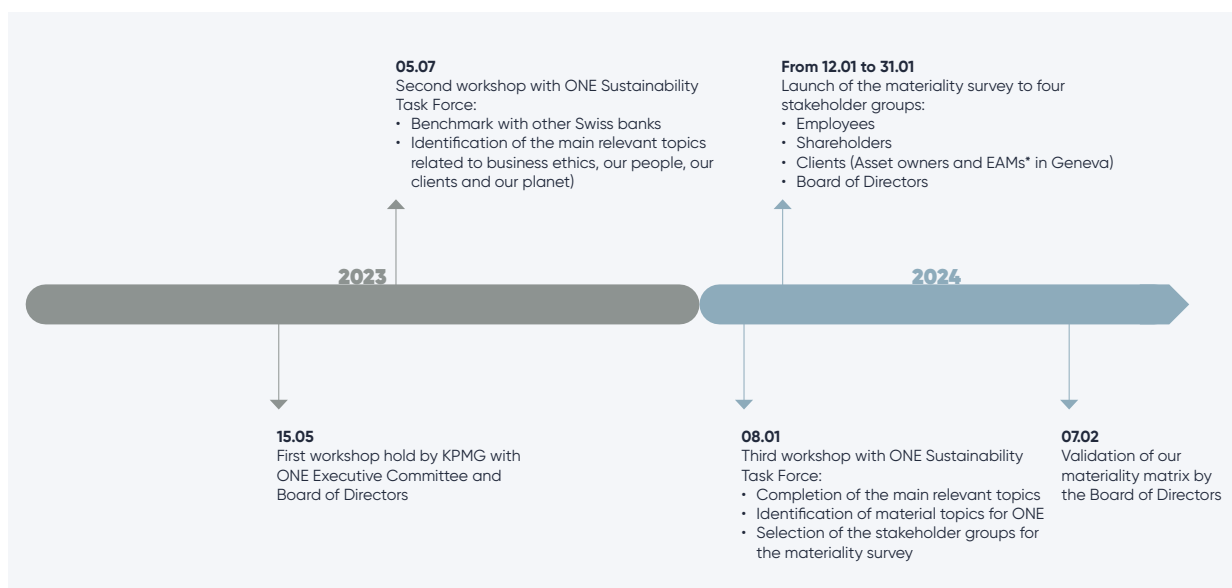 05.07
Second workshop with ONE Sustainability
Task Force:
• Benchmark with other Swiss banks
• Identification of the main relevant topics
related to business ethics, our people, our
clients and our planet)
From 12.01 to 31.01
Launch of the materiality survey to four
stakeholder groups:
• Employees
• Shareholders
• Clients (Asset owners and EAMs* in Geneva)
• Board of Directors
2023
2024
15.05
First workshop hold by KPMG with
ONE Executive Committee and
Board of Directors
08.01
Third workshop with ONE Sustainability
Task Force:
• Completion of the main relevant topics
• Identification of material topics for ONE
• Selection of the stakeholder groups for
the materiality survey
07.02
Validation of our
materiality matrix by
the Board of Directors